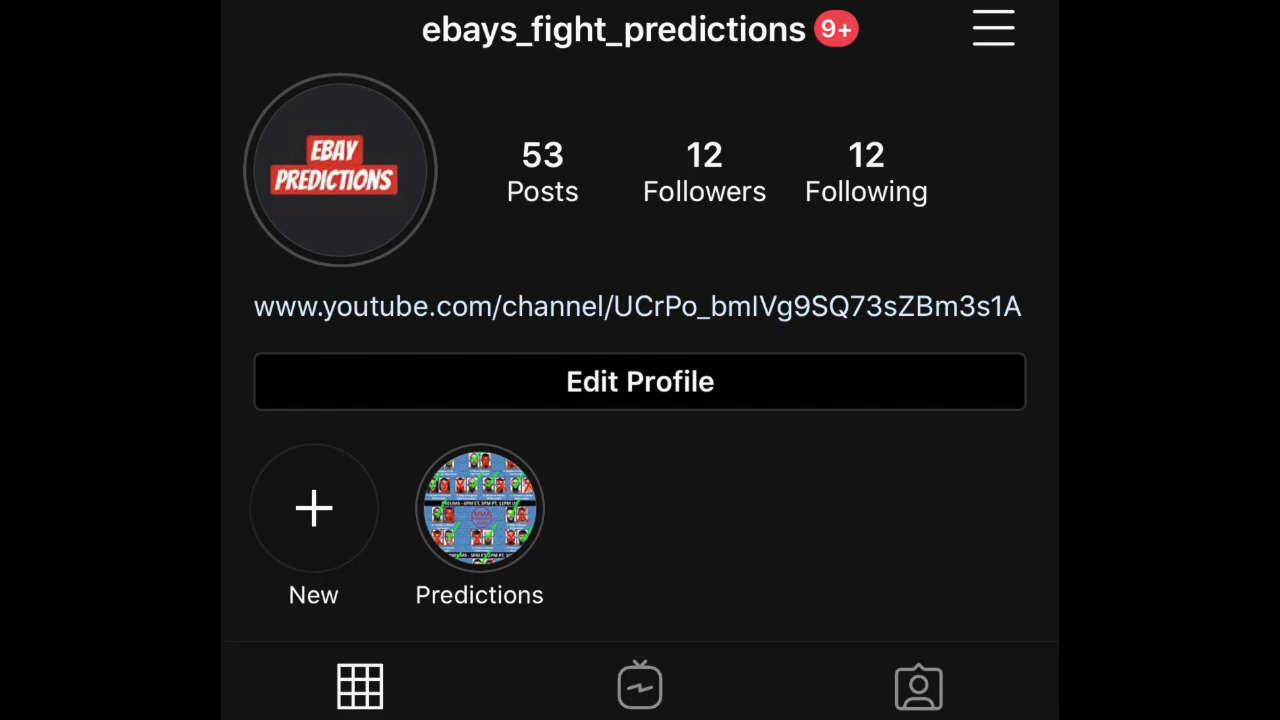 ebays_fight_predictions 9+
EBAY
PREDICTIONS
53 12 12
Posts Followers Following
www.youtube.com/channel/UCrPo_bmIVg9SQ73sZBm3s1A
Edit Profile
New Predictions